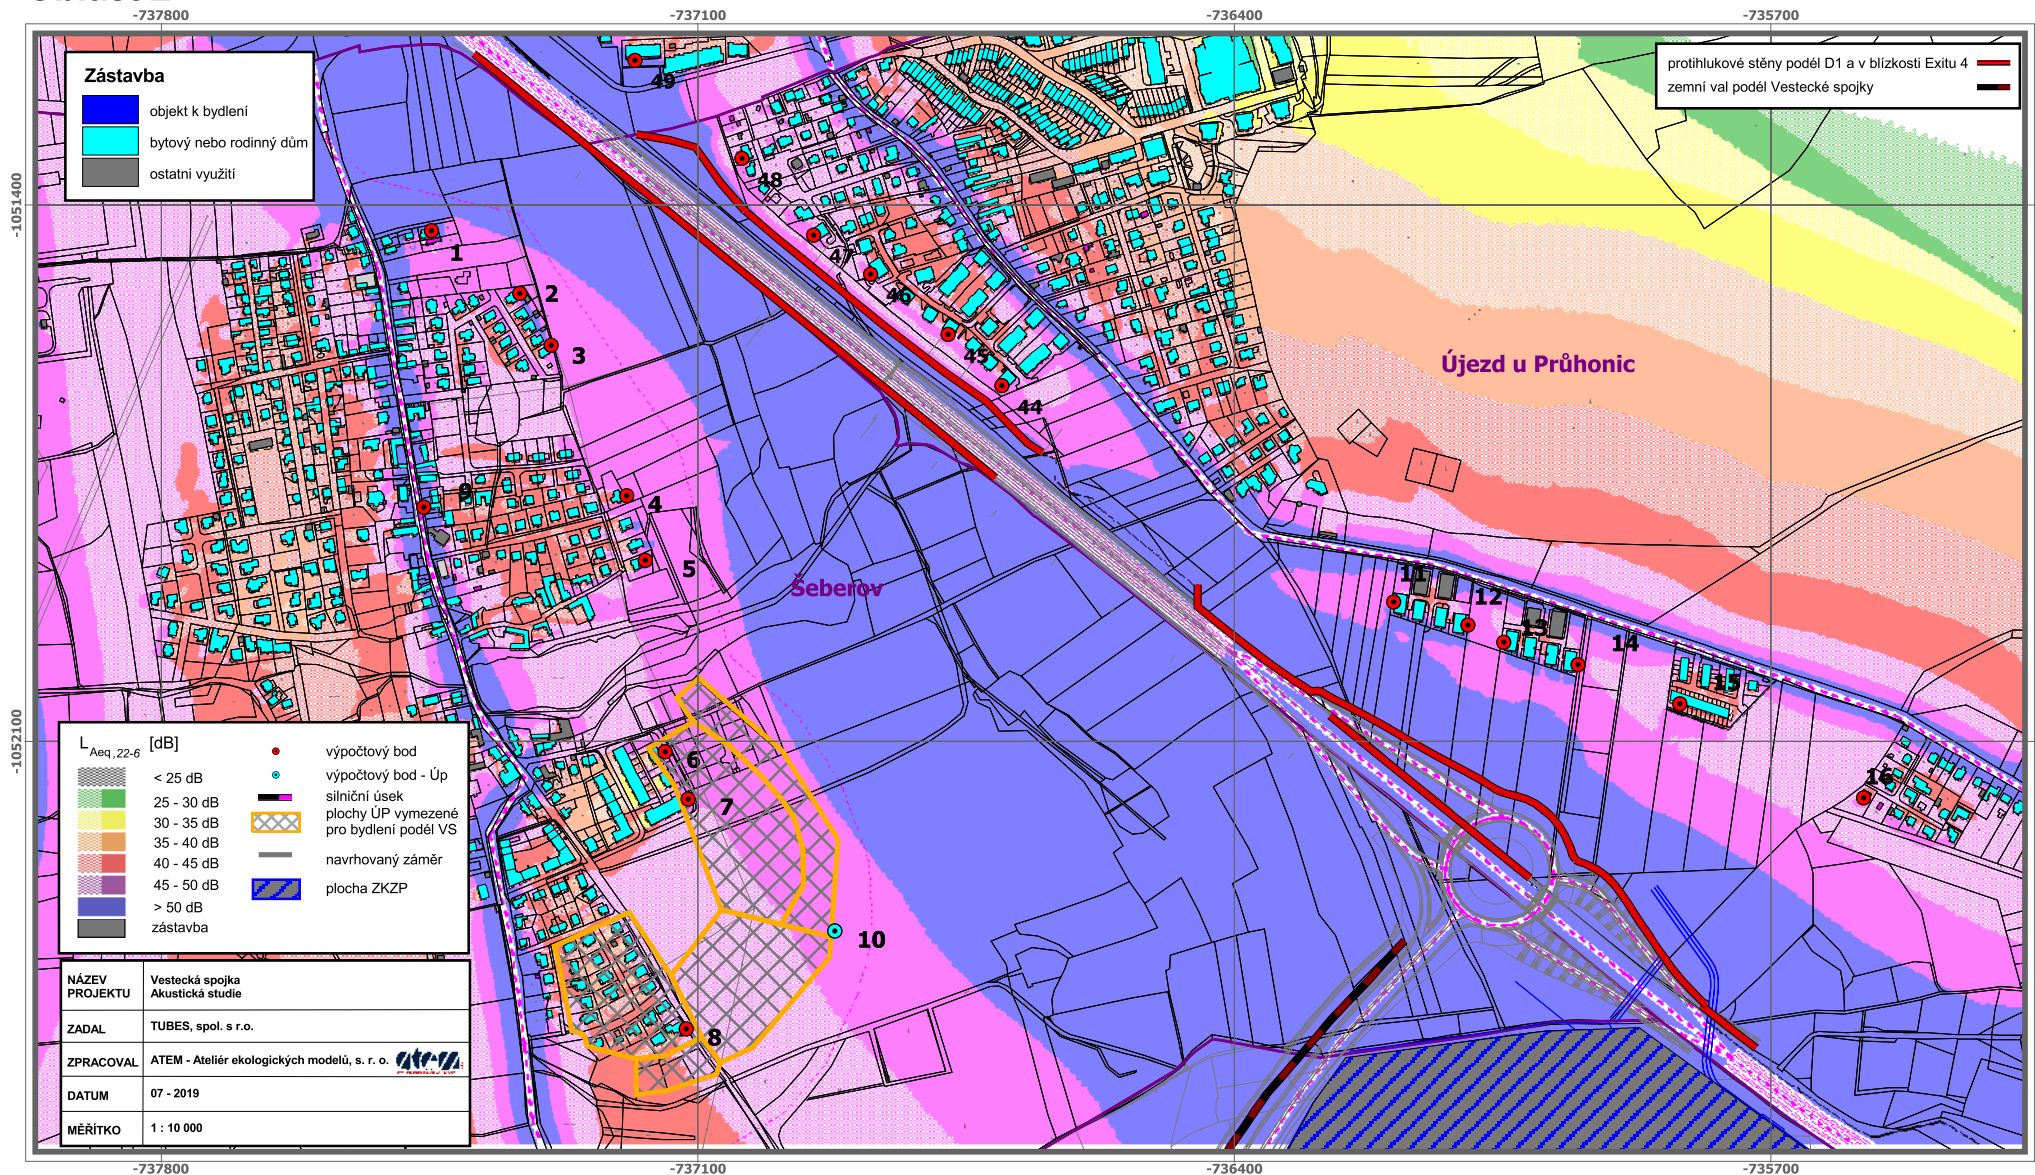 -737800
-737100
-736400
-735700
-1051400
-1052100
Zástavba
objekt k bydlení
bytový nebo rodinný dům
ostatni využití
protihlukové stěny podél D1 a v blízkosti Exitu 4
zemní val podél Vestecké spojky
49
48
47
46
45
44
1
2
3
4
5
9
6
7
8
10
11
12
13
14
15
16
Újezd u Průhonic
Šeberov
L Aeq,22-6 [dB]
< 25 dB
25 - 30 dB
30 - 35 dB
35 - 40 dB
40 - 45 dB
45 - 50 dB
> 50 dB
zástavba
výpočtový bod
výpočtový bod - Úp
silniční úsek
plochy ÚP vymezené
pro bydlení podél VS
navrhovaný záměr
plocha ZKZP
NÁZEV PROJEKTU
Vestecká spojka
Akustická studie
ZADAL
TUBES, spol. s r.o.
ZPRACOVAL
ATEM - Ateliér ekologických modelů, s. r. o.
atem
DATUM
07 - 2019
MĚŘÍTKO
1 : 10 000
-737800
-737100
-736400
-735700